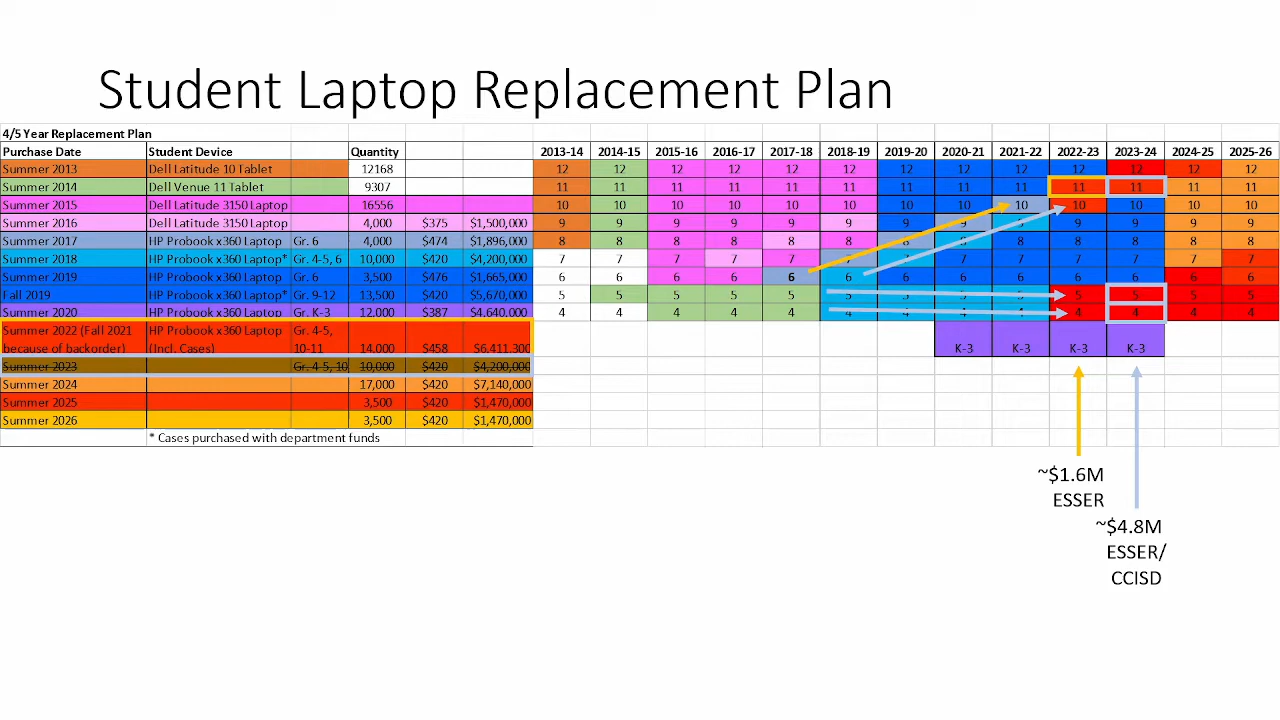 Student Laptop Replacement Plan
4/5 Year Replacement Plan
Purchase Date Student Device Quantity 2013-14 2014-15 2015-16 2016-17 2017-18 2018-19 2019-20 2020-21 2021-22 2022-23 2023-24 2024-25 2025-26
Summer 2013 Dell Latitude 10 Tablet 12168 12 12 12 12 12 12 12 12 12 12 12 12 12
Summer 2014 Dell Venue 11 Tablet 9307 11 11 11 11 11 11 11 11 11 11 11 11 11
Summer 2015 Dell Latitude 3150 Laptop 16556 10 10 10 10 10 10 10 10 10 10 10 10 10
Summer 2016 Dell Latitude 3150 Laptop 4,000 $375 $1,500,000 9 9 9 9 9 9 9 9 9 9 9 9
Summer 2017 HP Probook x360 Laptop Gr. 6 4,000 $474 $1,896,000 8 8 8 8 8 8 8 8 8 8 8 8 8
Summer 2018 HP Probook x360 Laptop* Gr. 4-5, 6 10,000 $420 $4,200,000 7 7 7 7 7 7 7 7 7 7 7 7
Summer 2019 HP Probook x360 Laptop Gr. 6 3,500 $476 $1,665,000 6 6 6 6 6 6 6 6 6 6 6 6 6
Fall 2019 HP Probook x360 Laptop* Gr. 9-12 13,500 $420 $5,670,000 5 5 5 5 5 5 5 5 5 5 5 5 5
Summer 2020 HP Probook x360 Laptop Gr. K-3 12,000 $387 $4,640,000 4 4 4 4 4 4 4 4 4 4 4 4 4
Summer 2022 (Fall 2021 HP Probook x360 Laptop Gr. 4-5,
because of backorder) (Incl. Cases) 10-11 14,000 $458 $6,411,300 K-3 K-3 K-3 K-3
Summer 2023 Gr. 4-5, 10 10,000 $420 $4,200,000
Summer 2024 17,000 $420 $7,140,000
Summer 2025 3,500 $420 $1,470,000
Summer 2026 3,500 $420 $1,470,000
* Cases purchased with department funds
~$1.6M
ESSER
~$4.8M
ESSER/
CCISD